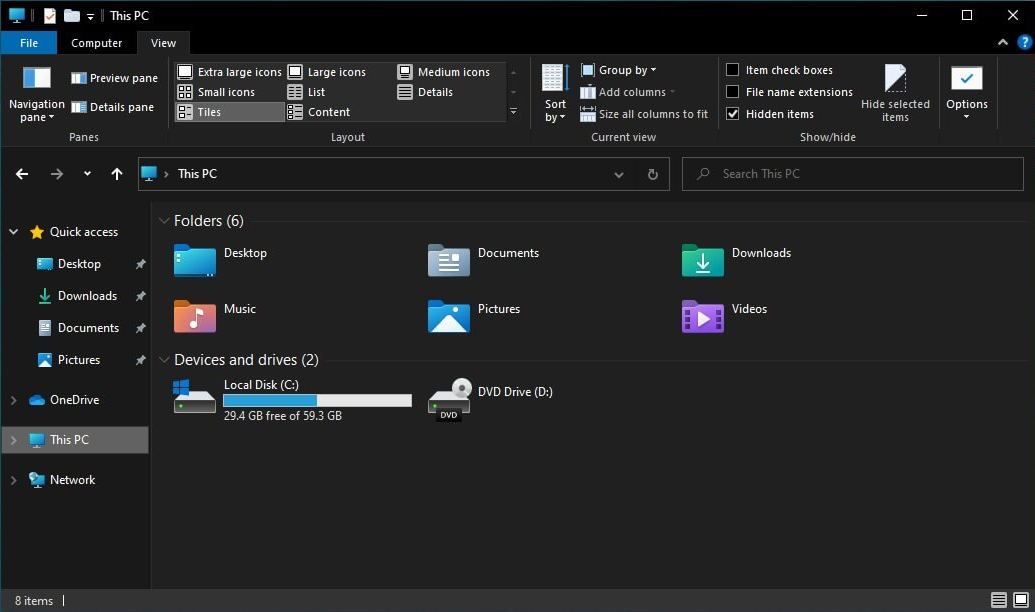 This PC
File Computer View
Extra large icons Large icons Medium icons
Small icons List Details
Tiles Content
Preview pane
Details pane
Navigation
pane
Panes
Layout
Sort
by
Group by
Add columns
Size all columns to fit
Current view
Item check boxes
File name extensions
Hidden items
Hide selected
items
Show/hide
Options
?
This PC
Search This PC
Quick access
Desktop
Downloads
Documents
Pictures
OneDrive
This PC
Network
Folders (6)
Desktop Documents Downloads
Music Pictures Videos
Devices and drives (2)
Local Disk (C:)
29.4 GB free of 59.3 GB
DVD Drive (D:)
DVD
8 items